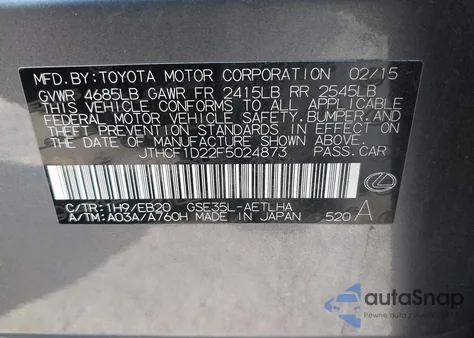 MFD.BY:TOYOTA MOTOR CORPORATION 02/15
GVWR 4685LB GAWR FR 2415LB RR 2545LB
THIS VEHICLE CONFORMS TO ALL APPLICABLE
FEDERAL MOTOR VEHICLE SAFETY, BUMPER, AND
THEFT PREVENTION STANDARDS IN EFFECT ON
THE DATE OF MANUFACTURE SHOWN ABOVE.
JTHCF1D22F5024873 PASS.CAR
C/TR:1H9/EB20 GSE35L-AETLHA
A/TM:A03A/A760H MADE IN JAPAN 520 A
autoSnap